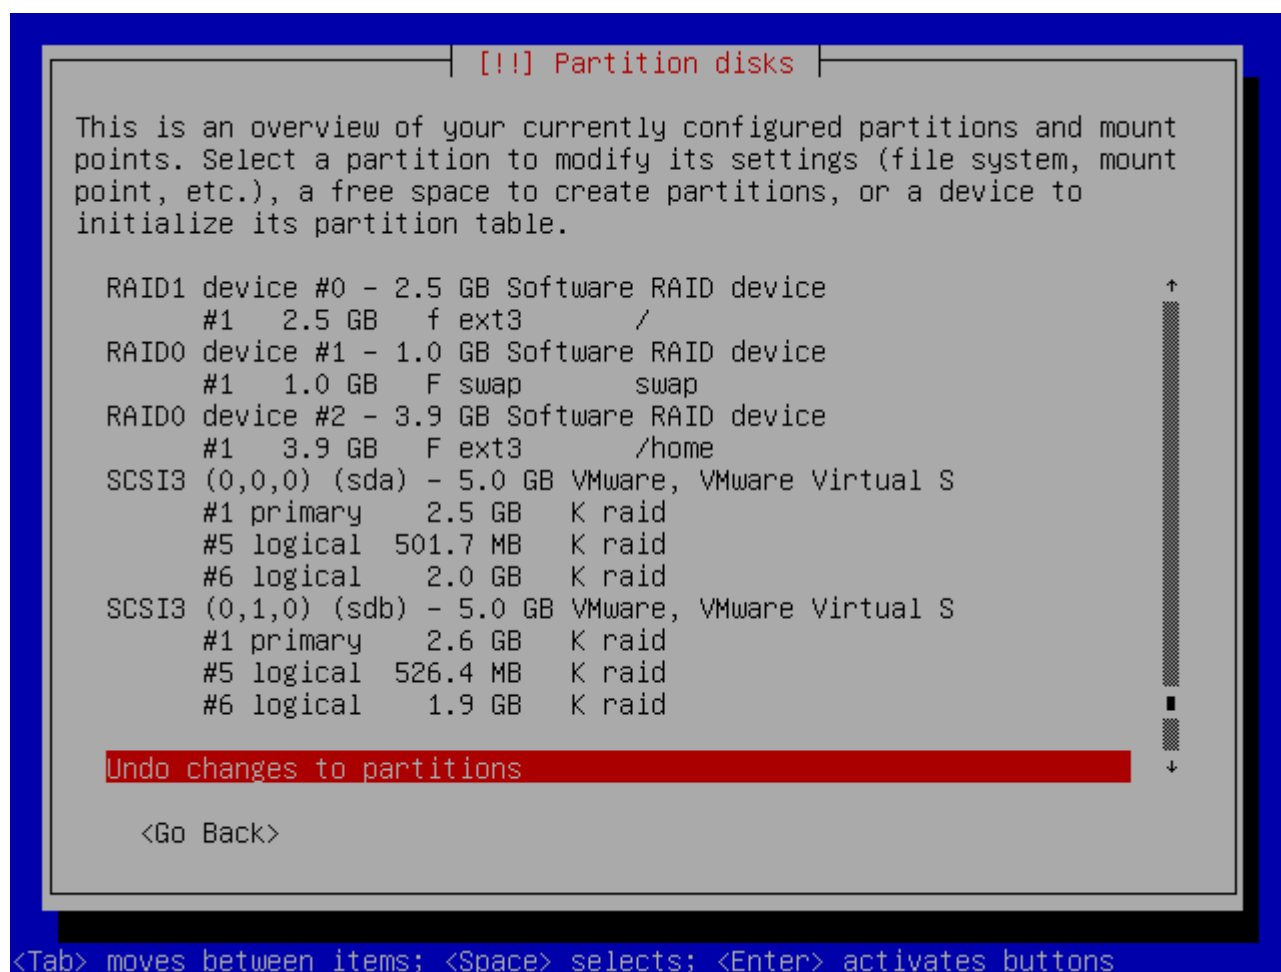 [!!] Partition disks
This is an overview of your currently configured partitions and mount
points. Select a partition to modify its settings (file system, mount
point, etc.), a free space to create partitions, or a device to
initialize its partition table.
RAID1 device #0 - 2.5 GB Software RAID device
#1 2.5 GB f ext3 /
RAID0 device #1 - 1.0 GB Software RAID device
#1 1.0 GB F swap swap
RAID0 device #2 - 3.9 GB Software RAID device
#1 3.9 GB F ext3 /home
SCSI3 (0,0,0) (sda) - 5.0 GB VMware, VMware Virtual S
#1 primary 2.5 GB K raid
#5 logical 501.7 MB K raid
#6 logical 2.0 GB K raid
SCSI3 (0,1,0) (sdb) - 5.0 GB VMware, VMware Virtual S
#1 primary 2.6 GB K raid
#5 logical 526.4 MB K raid
#6 logical 1.9 GB K raid
Undo changes to partitions
<Go Back>
<Tab> moves between items; <Space> selects; <Enter> activates buttons